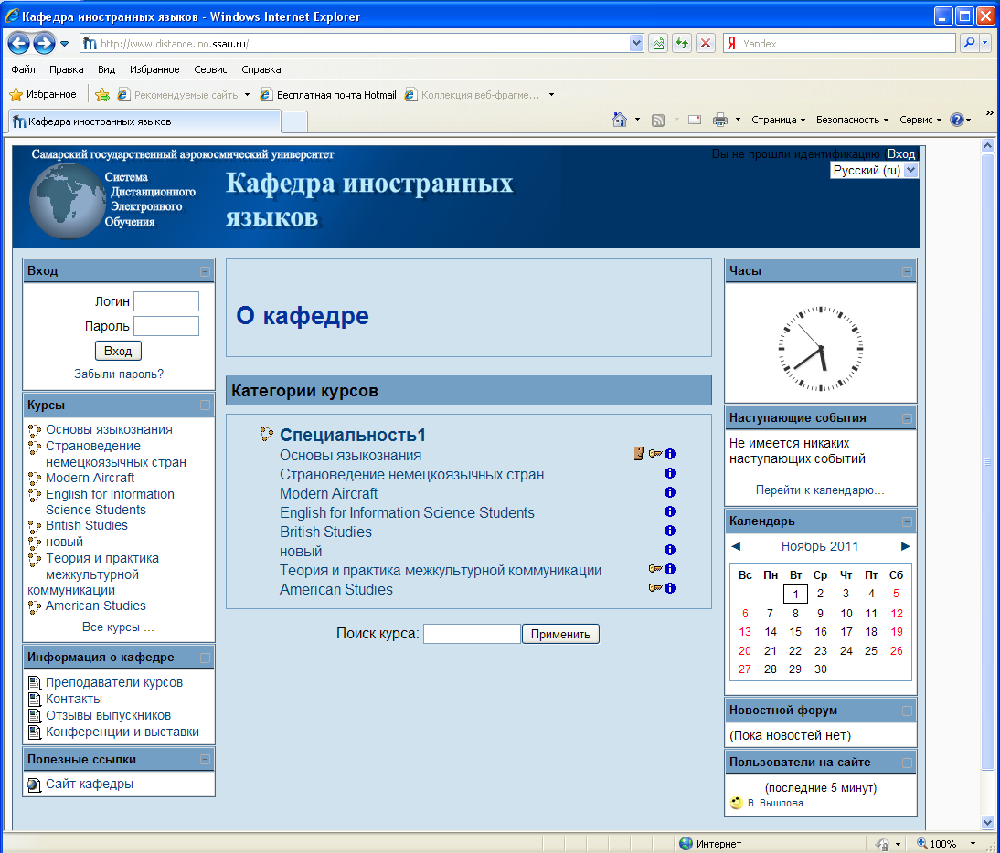 Кафедра иностранных языков - Windows Internet Explorer
http://www.distance.ino.ssau.ru/
Yandex
Файл Правка Вид Избранное Сервис Справка
Избранное Рекомендуемые сайты Бесплатная почта Hotmail Коллекция веб-фрагме...
Кафедра иностранных языков
Страница Безопасность Сервис
Самарский государственный аэрокосмический университет
Система
Дистанционного
Электронного
Обучения
Кафедра иностранных
языков
Вы не прошли идентификацию (Вход
Русский (ru)
Вход
Логин
Пароль
Вход
Забыли пароль?
Курсы
Основы языкознания
Страноведение
немецкоязычных стран
Modern Aircraft
English for Information
Science Students
British Studies
новый
Теория и практика
межкультурной
коммуникации
American Studies
Все курсы ...
Информация о кафедре
Преподаватели курсов
Контакты
Отзывы выпускников
Конференции и выставки
Полезные ссылки
Сайт кафедры
О кафедре
Категории курсов
Специальность1
Основы языкознания
Страноведение немецкоязычных стран
Modern Aircraft
English for Information Science Students
British Studies
новый
Теория и практика межкультурной коммуникации
American Studies
Поиск курса: Применить
Часы
Наступающие события
Не имеется никаких
наступающих событий
Перейти к календарю...
Календарь
◄ Ноябрь 2011 ►
Вс Пн Вт Ср Чт Пт Сб
1 2 3 4 5
6 7 8 9 10 11 12
13 14 15 16 17 18 19
20 21 22 23 24 25 26
27 28 29 30
Новостной форум
(Пока новостей нет)
Пользователи на сайте
(последние 5 минут)
В. Вышлова
Интернет
100%